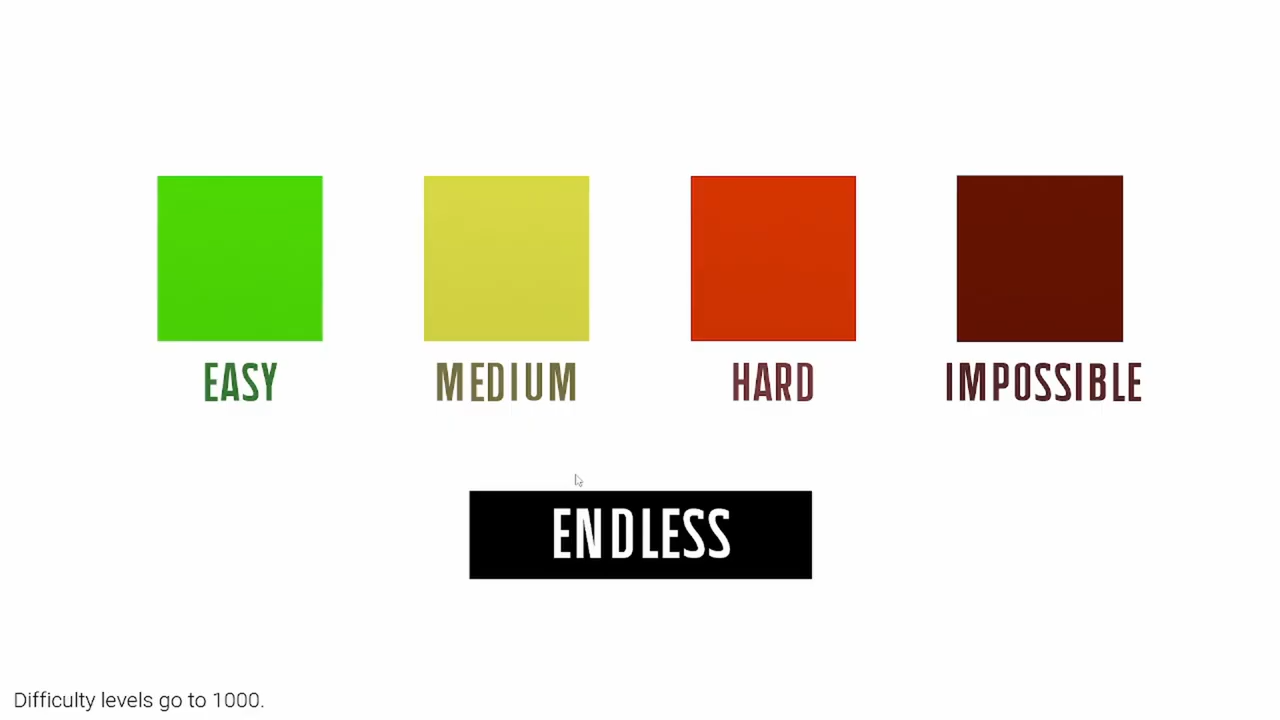 EASY
MEDIUM
HARD
IMPOSSIBLE
ENDLESS
Difficulty levels go to 1000.